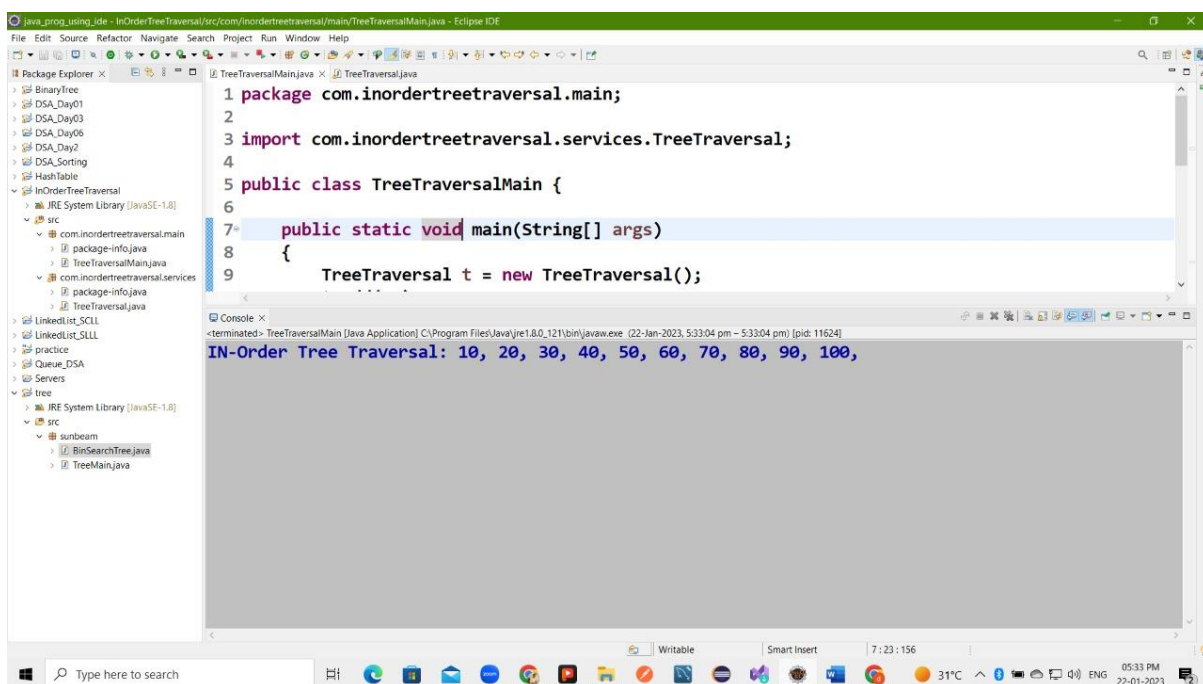 java_prog_using_ide - InOrderTreeTraversal/src/com/inordertreetraversal/main/TreeTraversalMain.java - Eclipse IDE
File Edit Source Refactor Navigate Search Project Run Window Help
Package Explorer
BinaryTree
DSA_Day01
DSA_Day03
DSA_Day06
DSA_Day2
DSA_Sorting
HashTable
InOrderTreeTraversal
JRE System Library [JavaSE-1.8]
src
com.inordertreetraversal.main
package-info.java
TreeTraversalMain.java
com.inordertreetraversal.services
package-info.java
TreeTraversal.java
LinkedList_SCLL
LinkedList_SLLL
practice
Queue_DSA
Servers
tree
JRE System Library [JavaSE-1.8]
src
sunbeam
BinSearchTree.java
TreeMain.java
TreeTraversalMain.java TreeTraversal.java
1 package com.inordertreetraversal.main;
2
3 import com.inordertreetraversal.services.TreeTraversal;
4
5 public class TreeTraversalMain {
6
7 public static void main(String[] args)
8 {
9 TreeTraversal t = new TreeTraversal();
Console
<terminated> TreeTraversalMain [Java Application] C:\Program Files\Java\jre1.8.0_121\bin\javaw.exe (22-Jan-2023, 5:33:04 pm – 5:33:04 pm) [pid: 11624]
IN-Order Tree Traversal: 10, 20, 30, 40, 50, 60, 70, 80, 90, 100,
Writable Smart Insert 7 : 23 : 156
Type here to search
zoom
31°C ENG 05:33 PM
22-01-2023